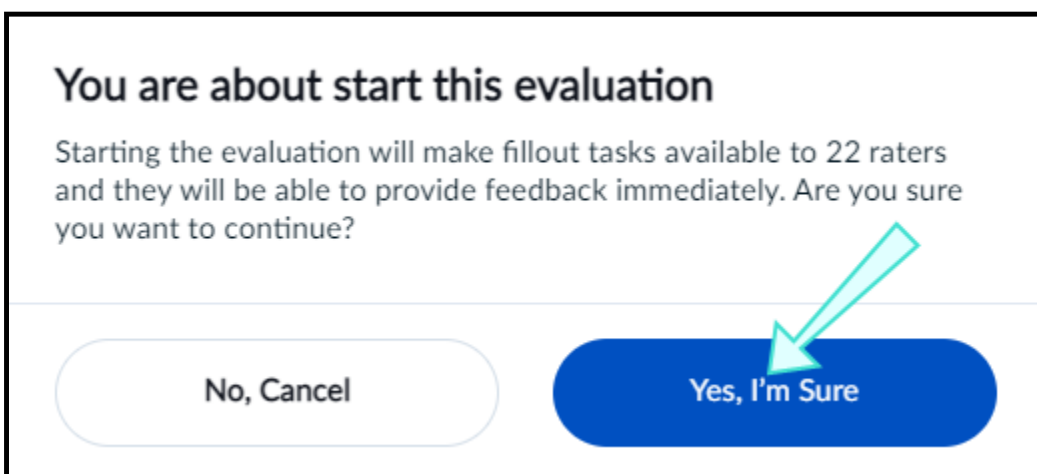 You are about start this evaluation
Starting the evaluation will make fillout tasks available to 22 raters
and they will be able to provide feedback immediately. Are you sure
you want to continue?
No, Cancel
Yes, I’m Sure